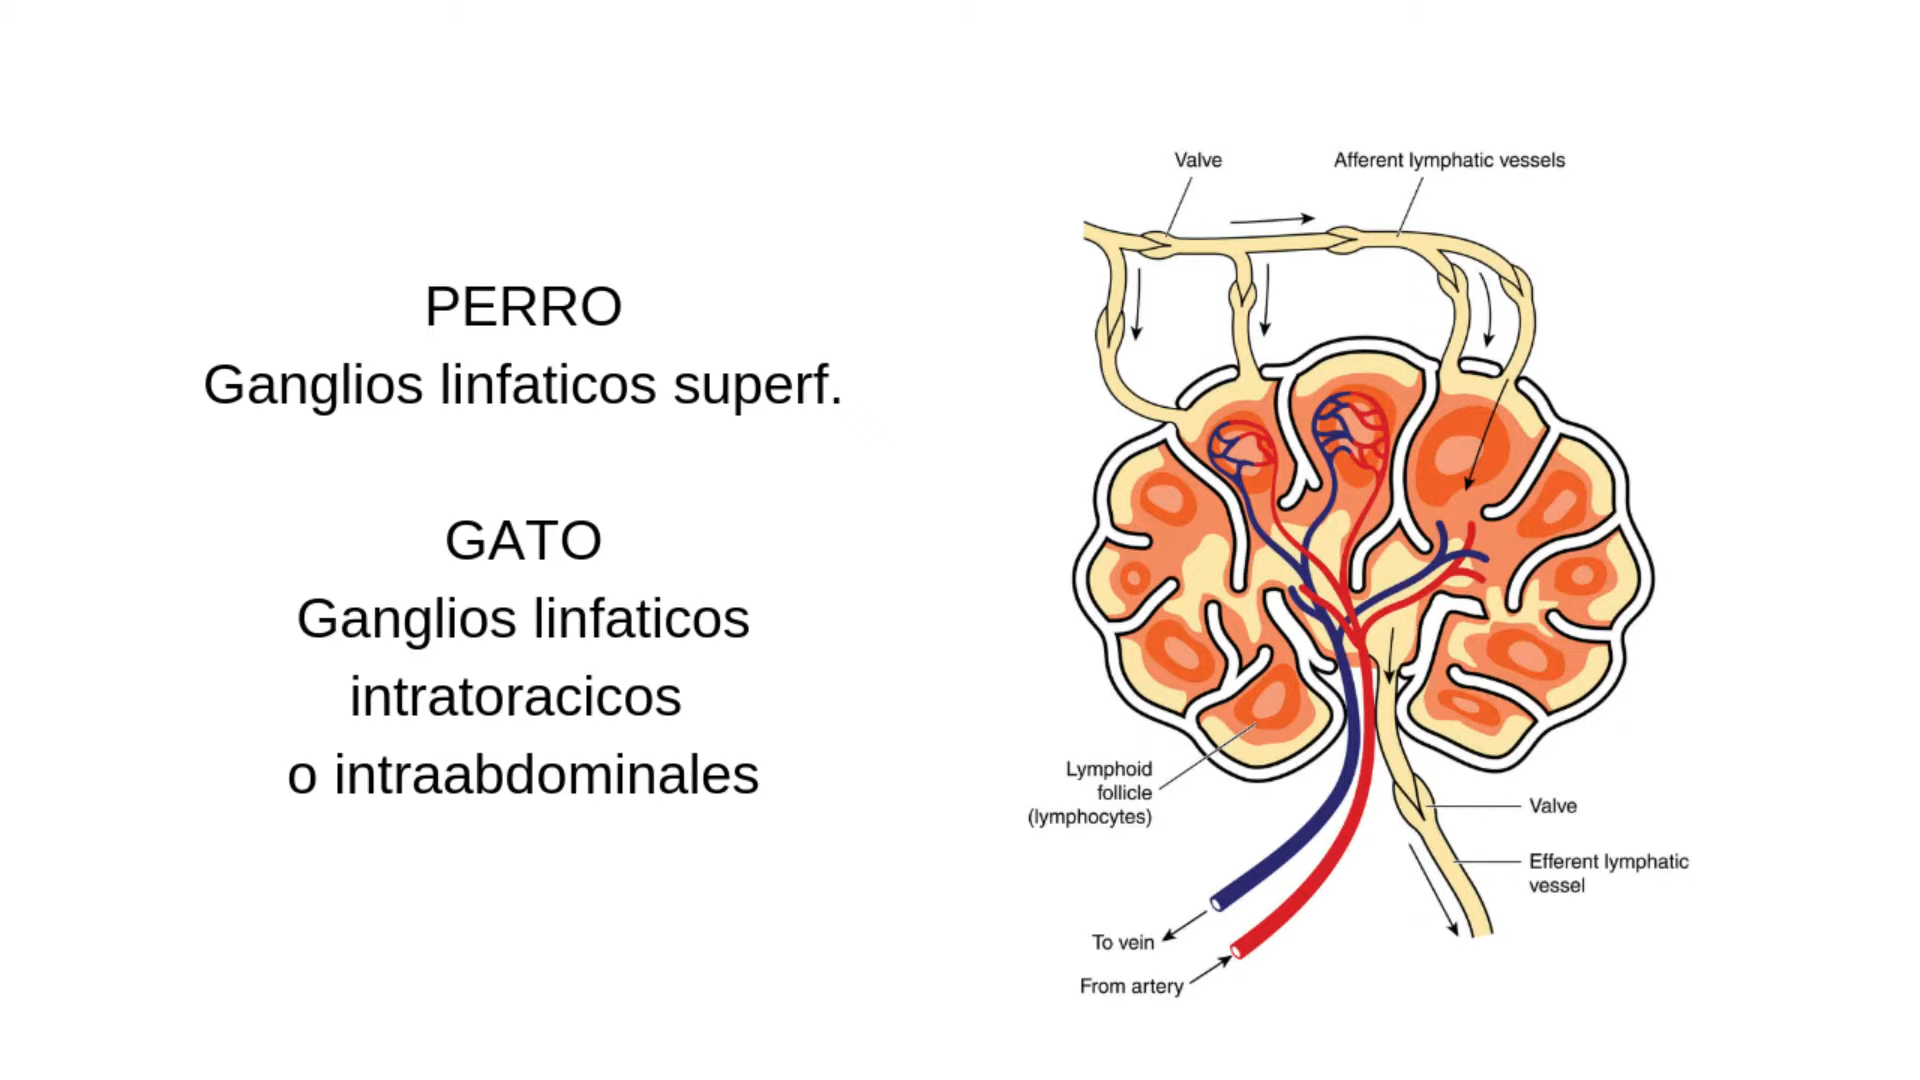 PERRO
Ganglios linfaticos superf.
GATO
Ganglios linfaticos
intratoracicos
o intraabdominales
Valve
Afferent lymphatic vessels
Lymphoid
follicle
(lymphocytes)
Valve
Efferent lymphatic
vessel
To vein
From artery